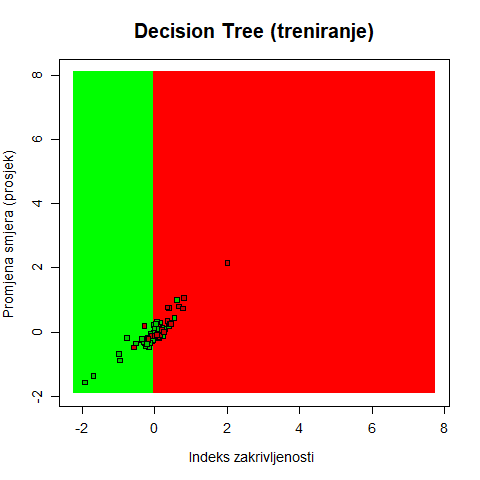 Decision Tree (treniranje)
Promjena smjera (prosjek)
8
6
4
2
0
-2
-2 0 2 4 6 8
Indeks zakrivljenosti